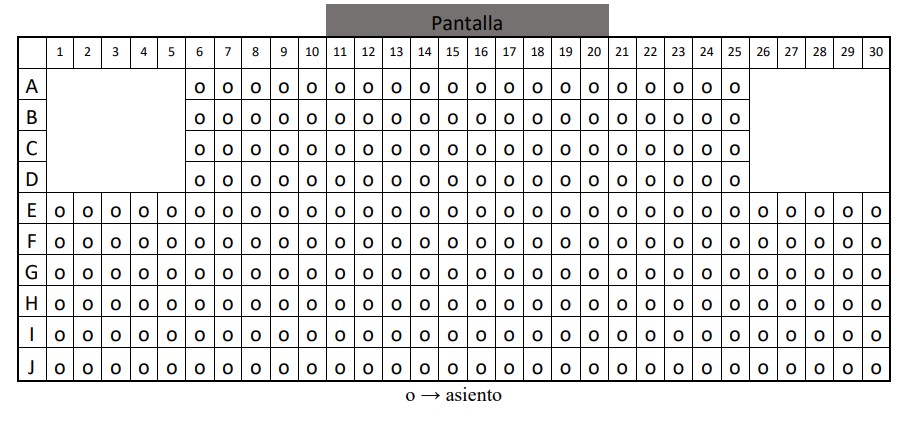 Pantalla
1 2 3 4 5 6 7 8 9 10 11 12 13 14 15 16 17 18 19 20 21 22 23 24 25 26 27 28 29 30
A o o o o o o o o o o o o o o o o o o o o
B o o o o o o o o o o o o o o o o o o o o
C o o o o o o o o o o o o o o o o o o o o
D o o o o o o o o o o o o o o o o o o o o
E o o o o o o o o o o o o o o o o o o o o o o o o o o o o o o
F o o o o o o o o o o o o o o o o o o o o o o o o o o o o o o
G o o o o o o o o o o o o o o o o o o o o o o o o o o o o o o
H o o o o o o o o o o o o o o o o o o o o o o o o o o o o o o
I o o o o o o o o o o o o o o o o o o o o o o o o o o o o o o
J o o o o o o o o o o o o o o o o o o o o o o o o o o o o o o
o → asiento